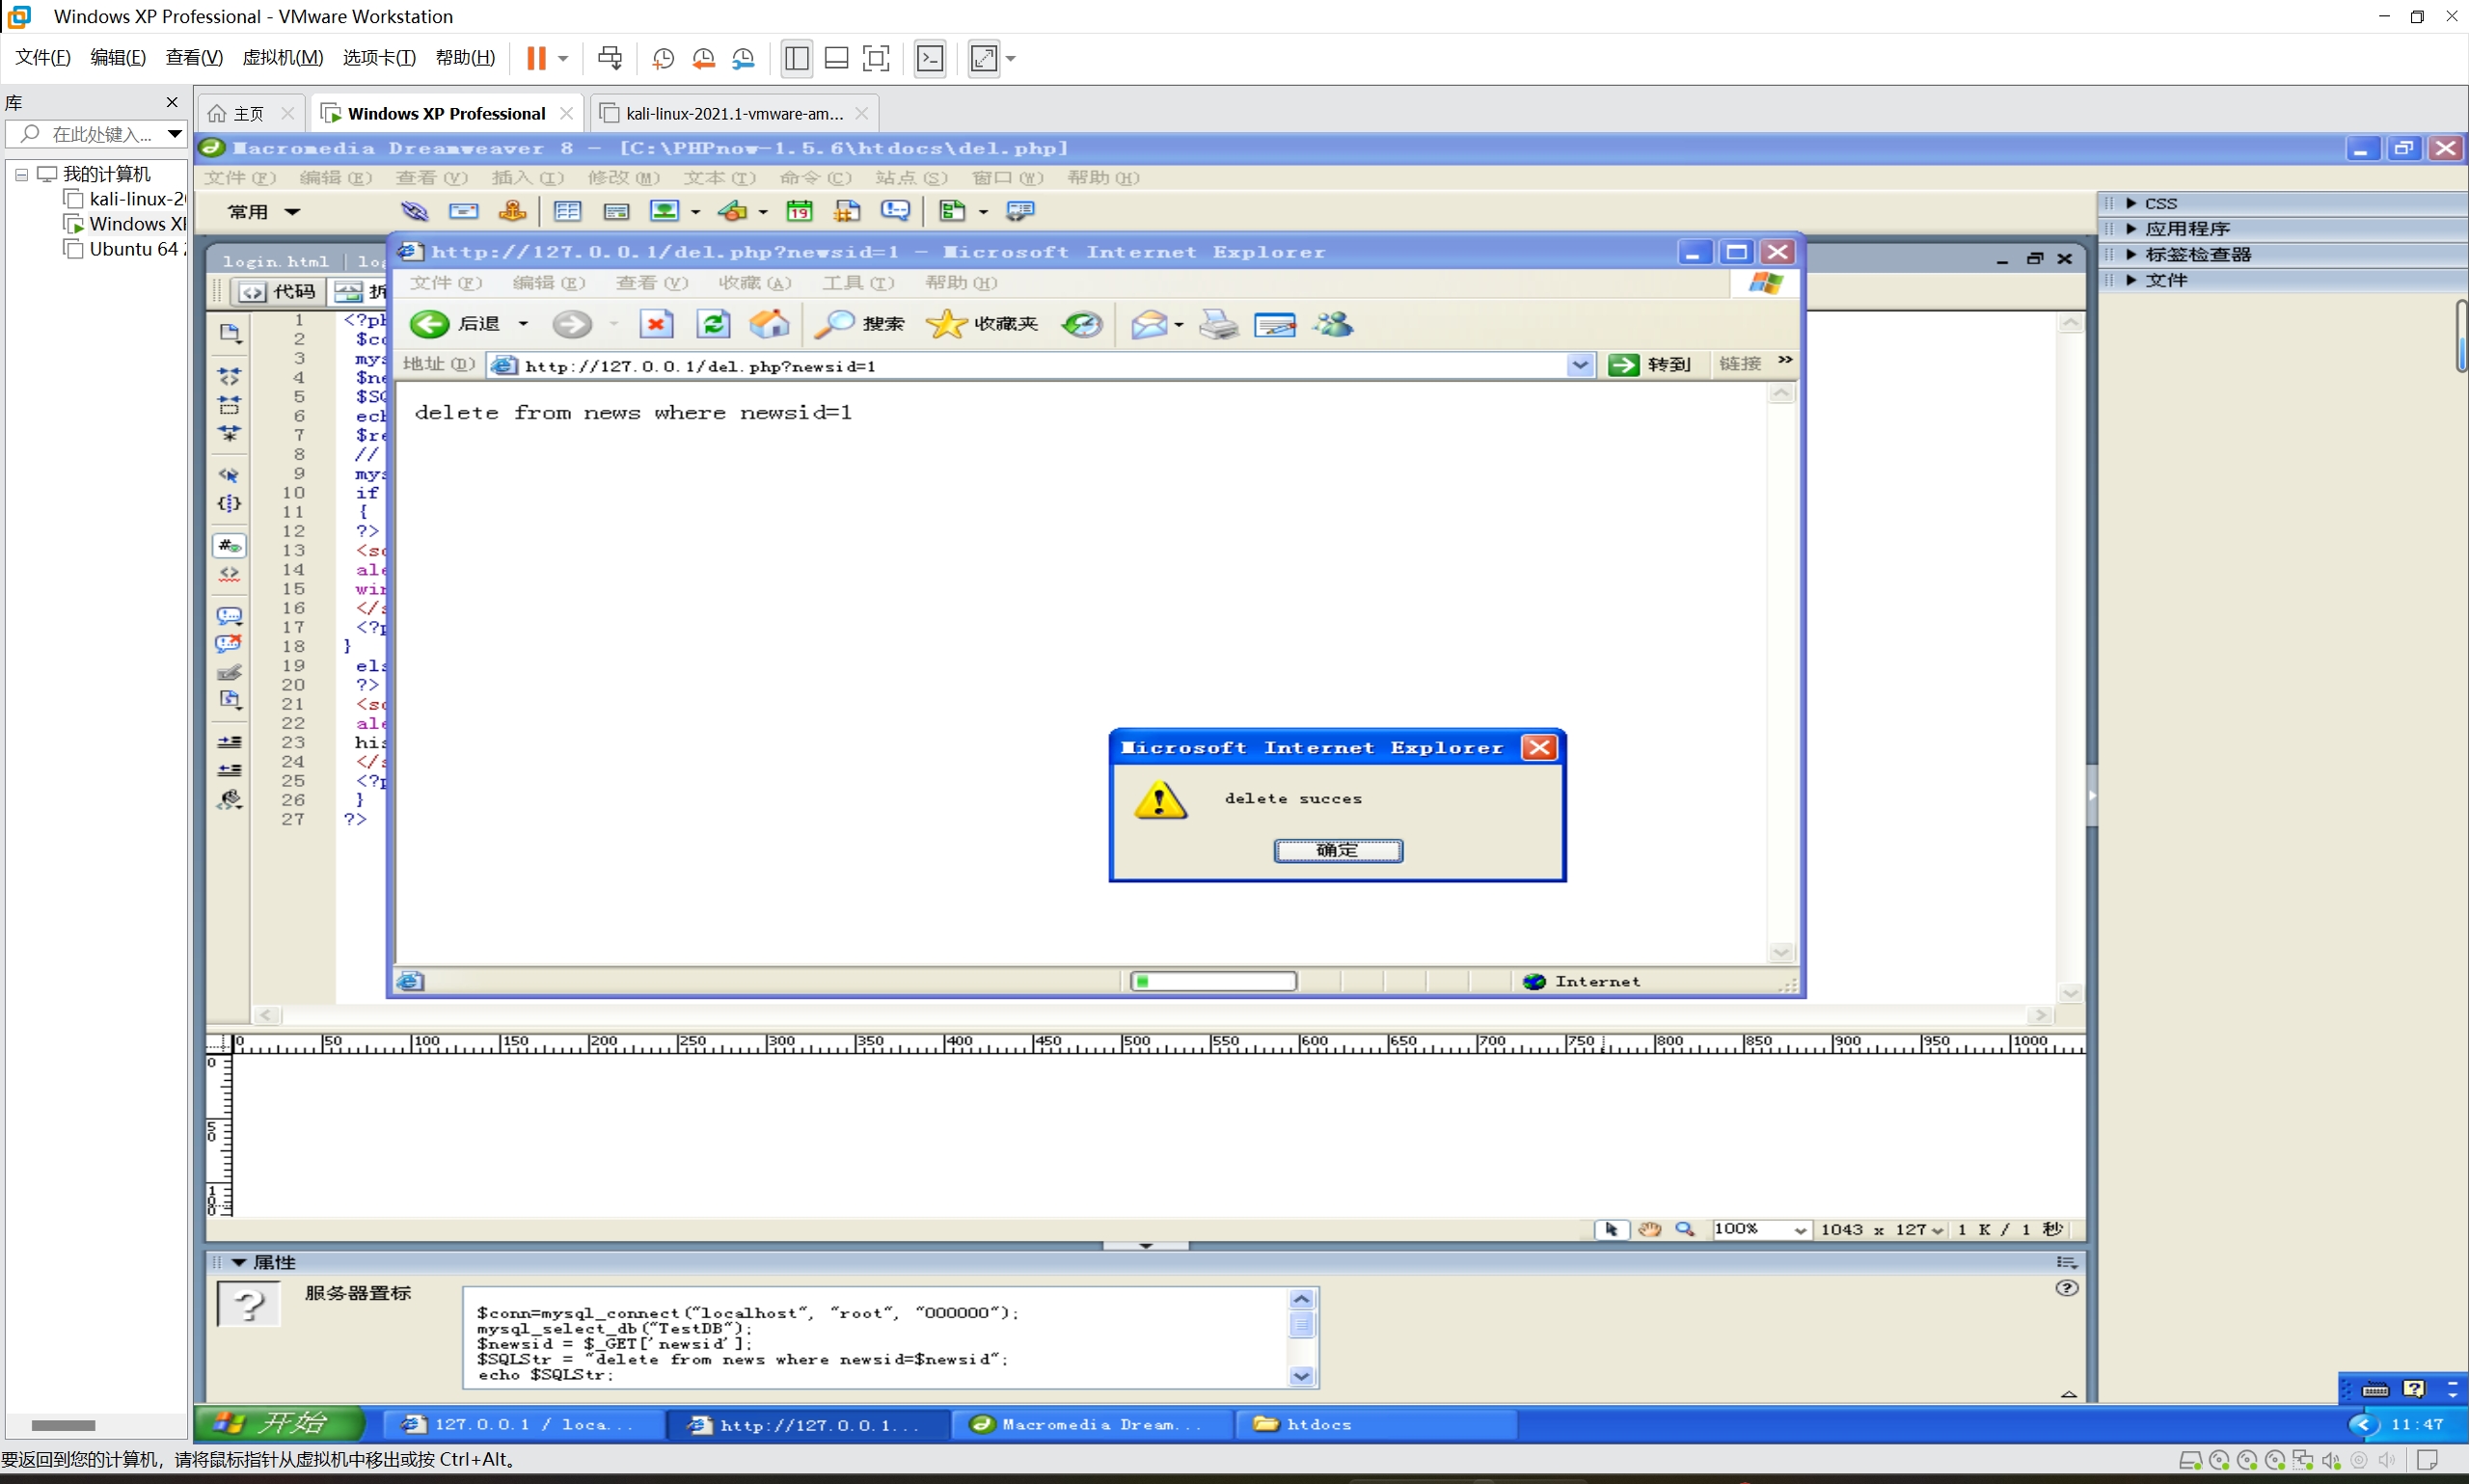 Windows XP Professional - VMware Workstation
文件(F) 编辑(E) 查看(V) 虚拟机(M) 选项卡(T) 帮助(H)
库
在此处键入...
我的计算机
kali-linux-2
Windows XP
Ubuntu 64
主页
Windows XP Professional
kali-linux-2021.1-vmware-am...
Macromedia Dreamweaver 8 - [C:\PHPnow-1.5.6\htdocs\del.php]
文件(F) 编辑(E) 查看(V) 插入(I) 修改(M) 文本(T) 命令(C) 站点(S) 窗口(W) 帮助(H)
常用
19
CSS
应用程序
标签检查器
文件
login.html
代码
http://127.0.0.1/del.php?newsid=1 - Microsoft Internet Explorer
文件(F) 编辑(E) 查看(V) 收藏(A) 工具(T) 帮助(H)
后退 搜索 收藏夹
地址(D) http://127.0.0.1/del.php?newsid=1 转到 链接 »
delete from news where newsid=1
1 <?ph
2 $co
3 mys
4 $ne
5 $SQ
6 ech
7 $re
8 //
9 mys
10 if
11 {
12 ?>
13 <sc
14 ale
15 win
16 </s
17 <?p
18 }
19 els
20 ?>
21 <sc
22 ale
23 his
24 </s
25 <?p
26 }
27 ?>
Microsoft Internet Explorer
delete succes
确定
Internet
0 50 100 150 200 250 300 350 400 450 500 550 600 650 700 750 800 850 900 950 1000
0
50
100
100% 1043 x 127 1 K / 1 秒
属性
服务器置标
$conn=mysql_connect("localhost", "root", "000000");
mysql_select_db("TestDB");
$newsid = $_GET['newsid'];
$SQLStr = "delete from news where newsid=$newsid";
echo $SQLStr;
开始
127.0.0.1 / loca...
http://127.0.0.1...
Macromedia Dream...
htdocs
11:47
要返回到您的计算机，请将鼠标指针从虚拟机中移出或按 Ctrl+Alt。